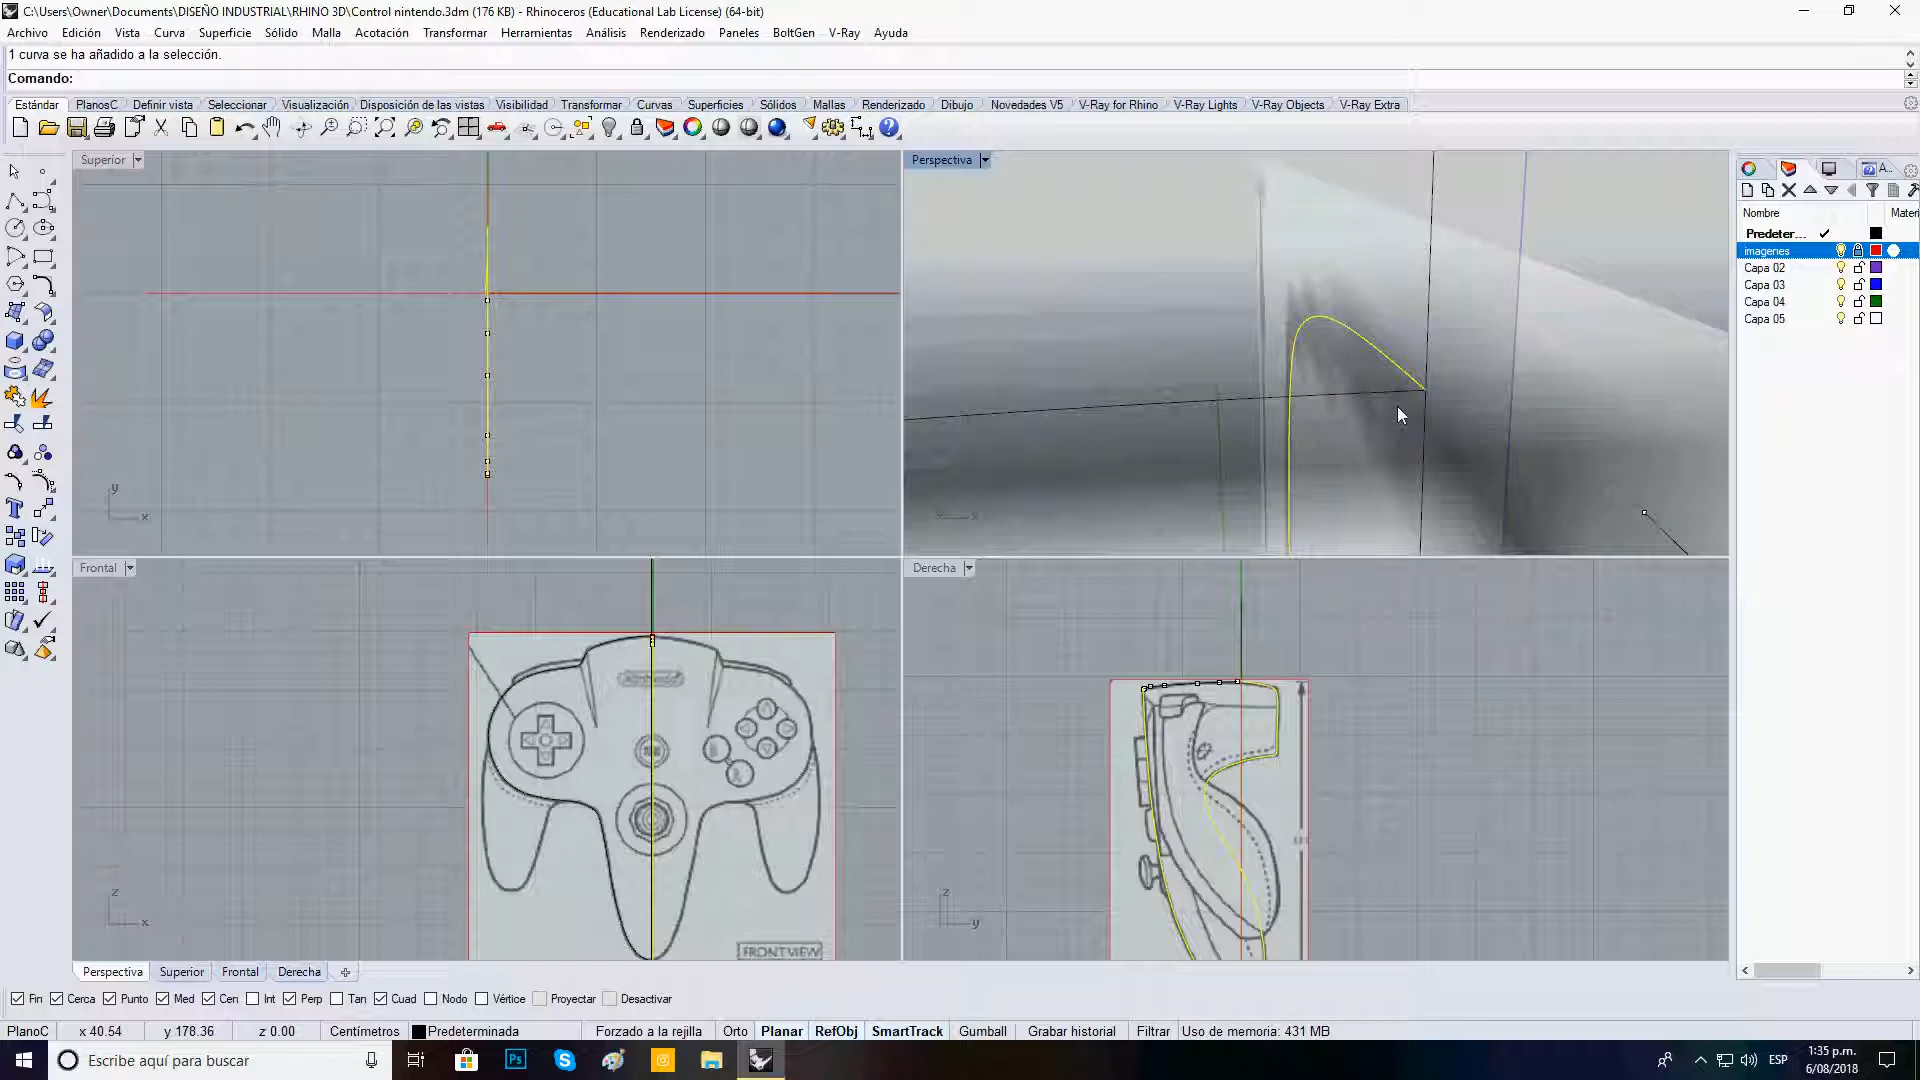 C:\Users\Owner\Documents\DISEÑO INDUSTRIAL\RHINO 3D\Control nintendo.3dm (176 KB) - Rhinoceros (Educational Lab License) (64-bit)
Archivo Edición Vista Curva Superficie Sólido Malla Acotación Transformar Herramientas Análisis Renderizado Paneles BoltGen V-Ray Ayuda
1 curva se ha añadido a la selección.
Comando:
Estándar PlanosC Definir vista Seleccionar Visualización Disposición de las vistas Visibilidad Transformar Curvas Superficies Sólidos Mallas Renderizado Dibujo Novedades V5 V-Ray for Rhino V-Ray Lights V-Ray Objects V-Ray Extra
Superior
Perspectiva
A...
Nombre Materi
Predeter...
imagenes
Capa 02
Capa 03
Capa 04
Capa 05
y
x
Frontal
Derecha
Nintendo
z
x
z
y
FRONT VIEW
Perspectiva Superior Frontal Derecha
Fin Cerca Punto Med Cen Int Perp Tan Cuad Nodo Vértice Proyectar Desactivar
PlanoC x 40.54 y 178.36 z 0.00 Centímetros Predeterminada Forzado a la rejilla Orto Planar RefObj SmartTrack Gumball Grabar historial Filtrar Uso de memoria: 431 MB
Escribe aquí para buscar
Ps
ESP
1:35 p.m.
6/08/2018